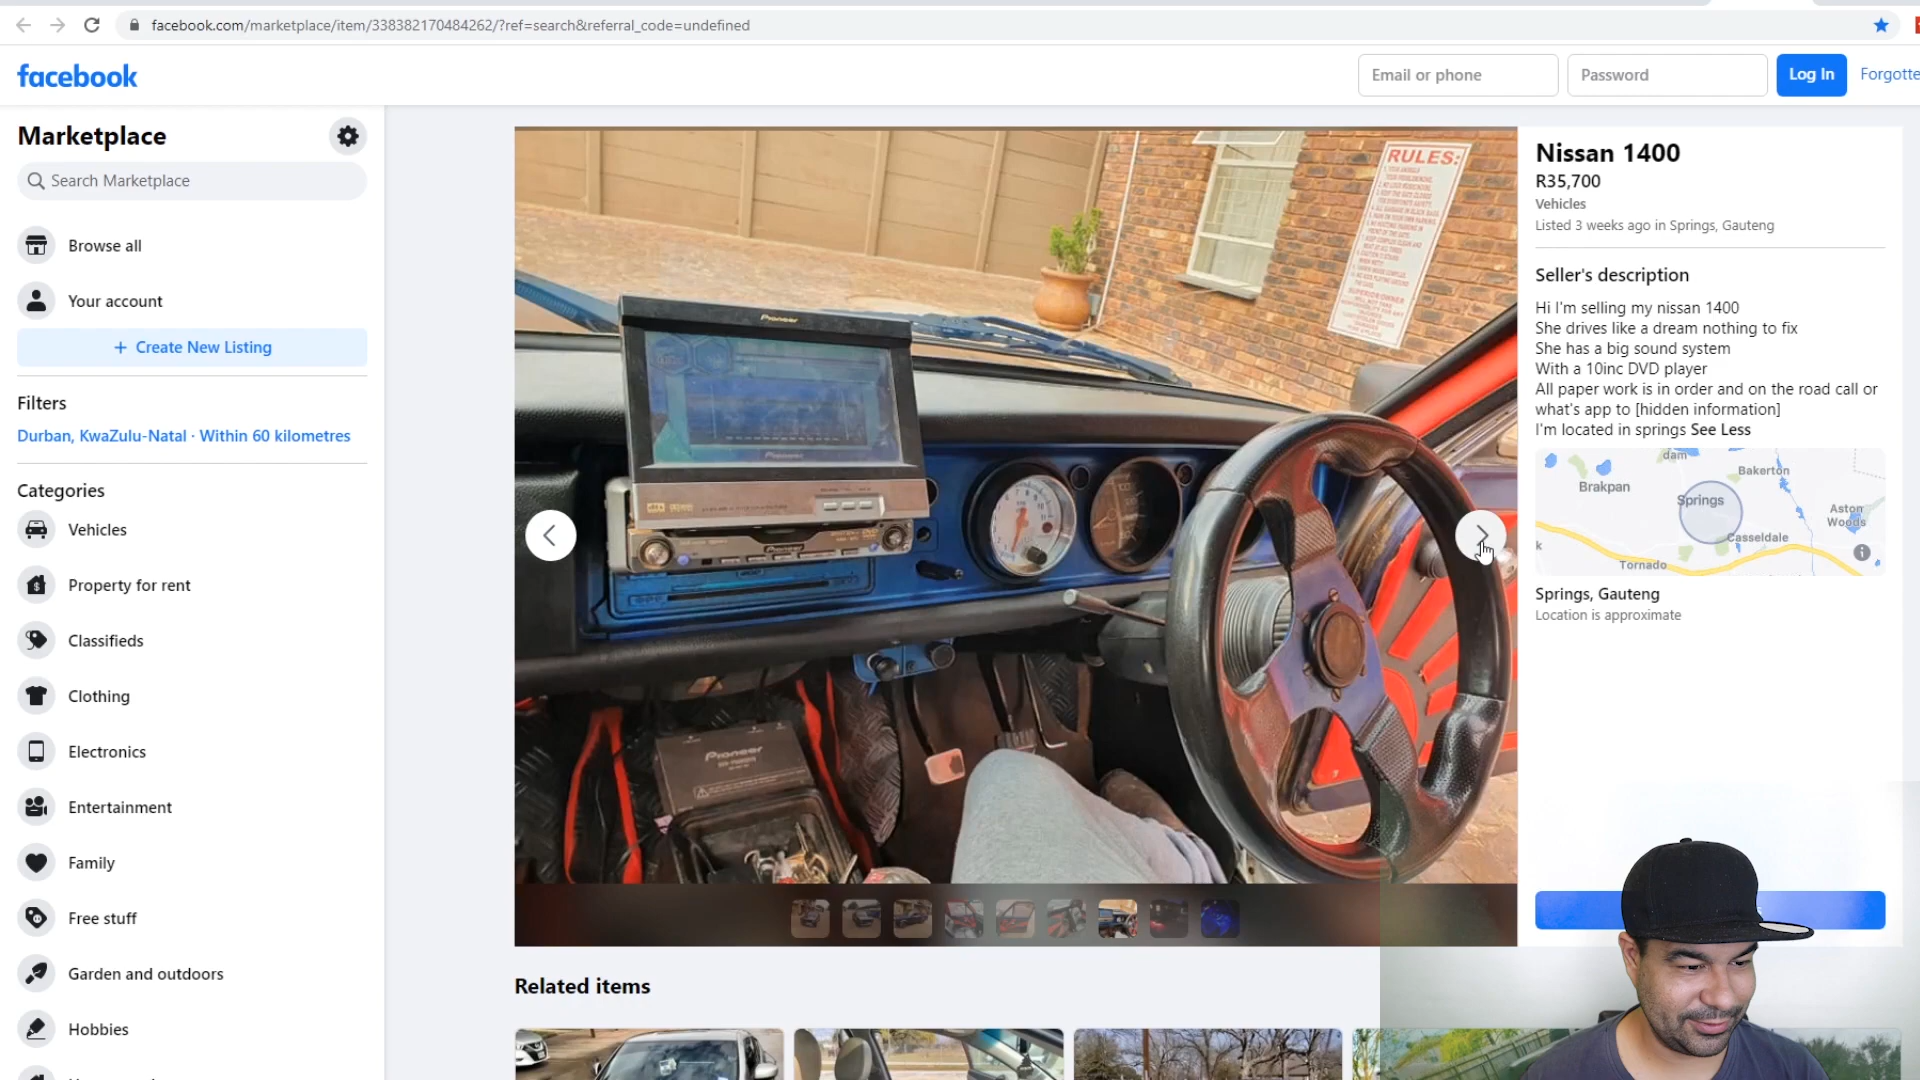 facebook.com/marketplace/item/338382170484262/?ref=search&referral_code=undefined
facebook
Email or phone
Password
Log In
Forgotte
Marketplace
Search Marketplace
Browse all
Your account
+ Create New Listing
Filters
Durban, KwaZulu-Natal · Within 60 kilometres
Categories
Vehicles
Property for rent
Classifieds
Clothing
Electronics
Entertainment
Family
Free stuff
Garden and outdoors
Hobbies
RULES:
Pioneer
Pioneer
Nissan 1400
R35,700
Vehicles
Listed 3 weeks ago in Springs, Gauteng
Seller's description
Hi I'm selling my nissan 1400
She drives like a dream nothing to fix
She has a big sound system
With a 10inc DVD player
All paper work is in order and on the road call or
what's app to [hidden information]
I'm located in springs See Less
dam
Bakerton
Brakpan
Springs
Aston
Woods
Casseldale
k
Tornado
Springs, Gauteng
Location is approximate
Related items